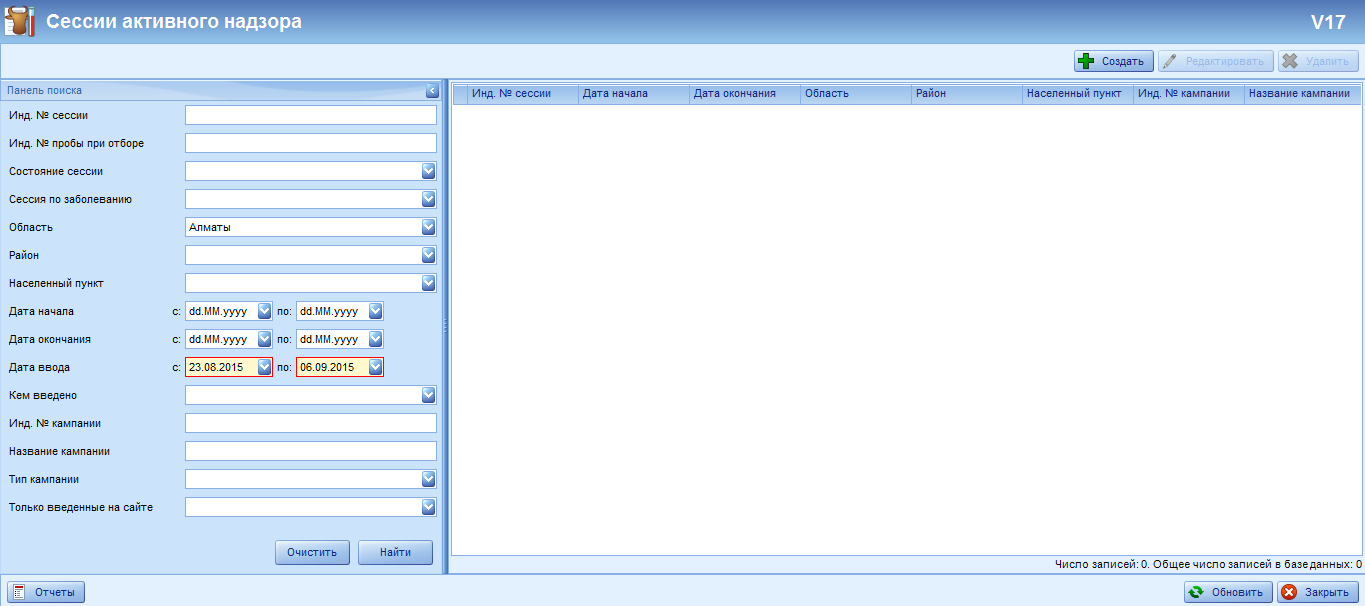 Сессии активного надзора V17
Создать Редактировать Удалить
Панель поиска
Инд. № сессии
Инд. № пробы при отборе
Состояние сессии
Сессия по заболеванию
Область Алматы
Район
Населенный пункт
Дата начала с: dd.MM.yyyy по: dd.MM.yyyy
Дата окончания с: dd.MM.yyyy по: dd.MM.yyyy
Дата ввода с: 23.08.2015 по: 06.09.2015
Кем введено
Инд. № кампании
Название кампании
Тип кампании
Только введенные на сайте
Очистить Найти
Инд. № сессии Дата начала Дата окончания Область Район Населенный пункт Инд. № кампании Название кампании
Число записей: 0. Общее число записей в базе данных: 0
Отчеты Обновить Закрыть